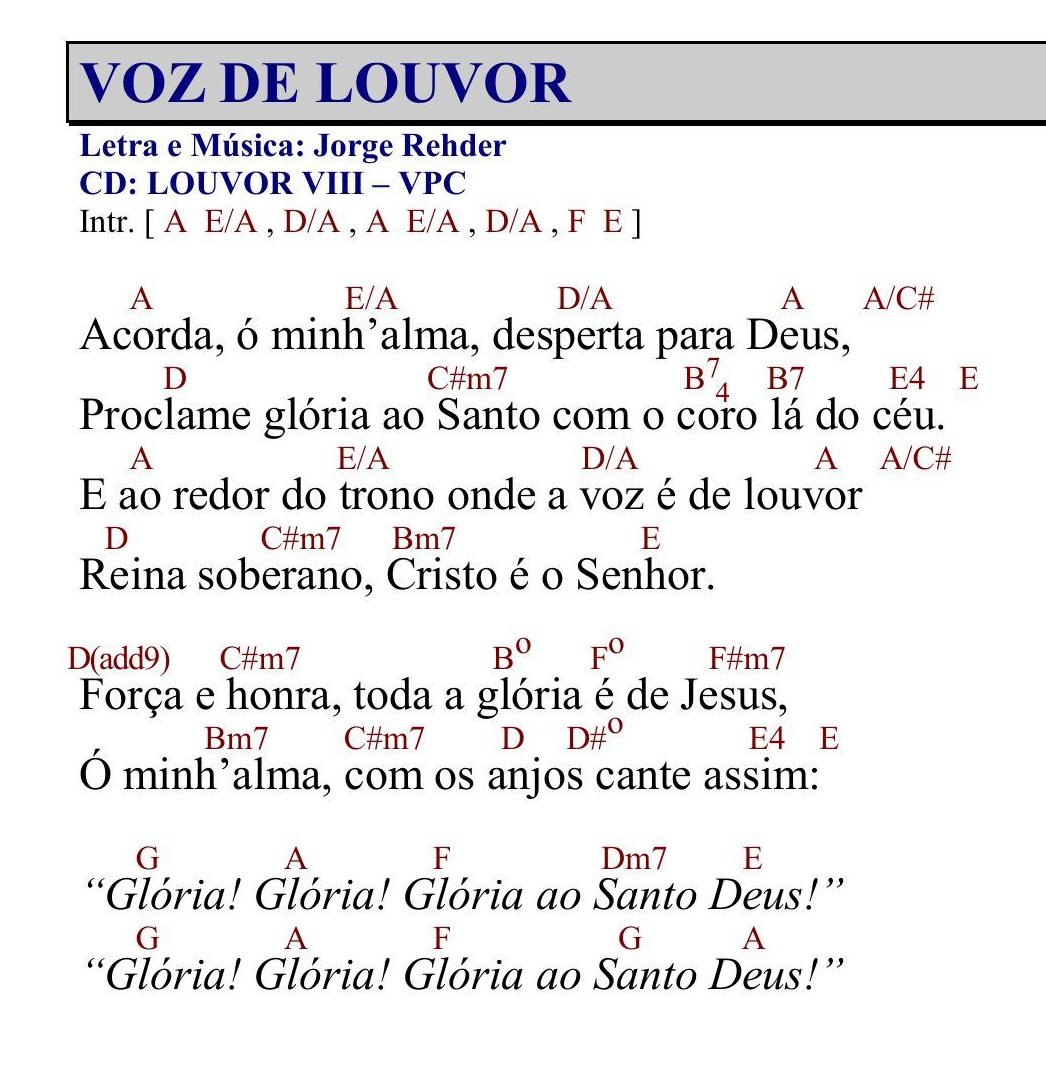 VOZ DE LOUVOR
Letra e Música: Jorge Rehder
CD: LOUVOR VIII – VPC
Intr. [ A E/A , D/A , A E/A , D/A , F E ]
A E/A D/A A A/C#
Acorda, ó minh’alma, desperta para Deus,
D C#m7 B⁷₄ B7 E4 E
Proclame glória ao Santo com o coro lá do céu.
A E/A D/A A A/C#
E ao redor do trono onde a voz é de louvor
D C#m7 Bm7 E
Reina soberano, Cristo é o Senhor.
D(add9) C#m7 Bº Fº F#m7
Força e honra, toda a glória é de Jesus,
Bm7 C#m7 D D#º E4 E
Ó minh’alma, com os anjos cante assim:
G A F Dm7 E
“Glória! Glória! Glória ao Santo Deus!”
G A F G A
“Glória! Glória! Glória ao Santo Deus!”